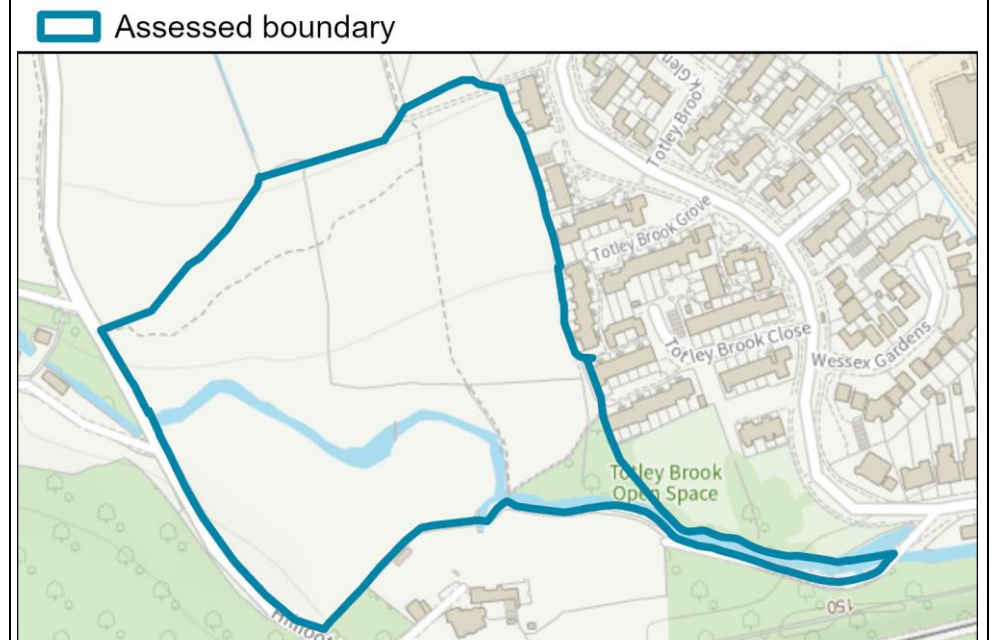 Assessed boundary
Totley Brook Glen
Totley Brook Grove
Totley Brook Close
Wessex Gardens
Totley Brook
Open Space
150